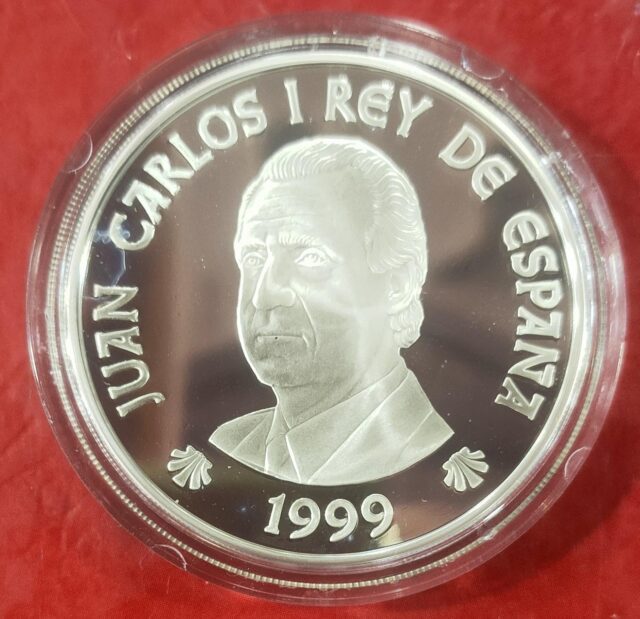 JUAN CARLOS I REY DE ESPAÑA
1999